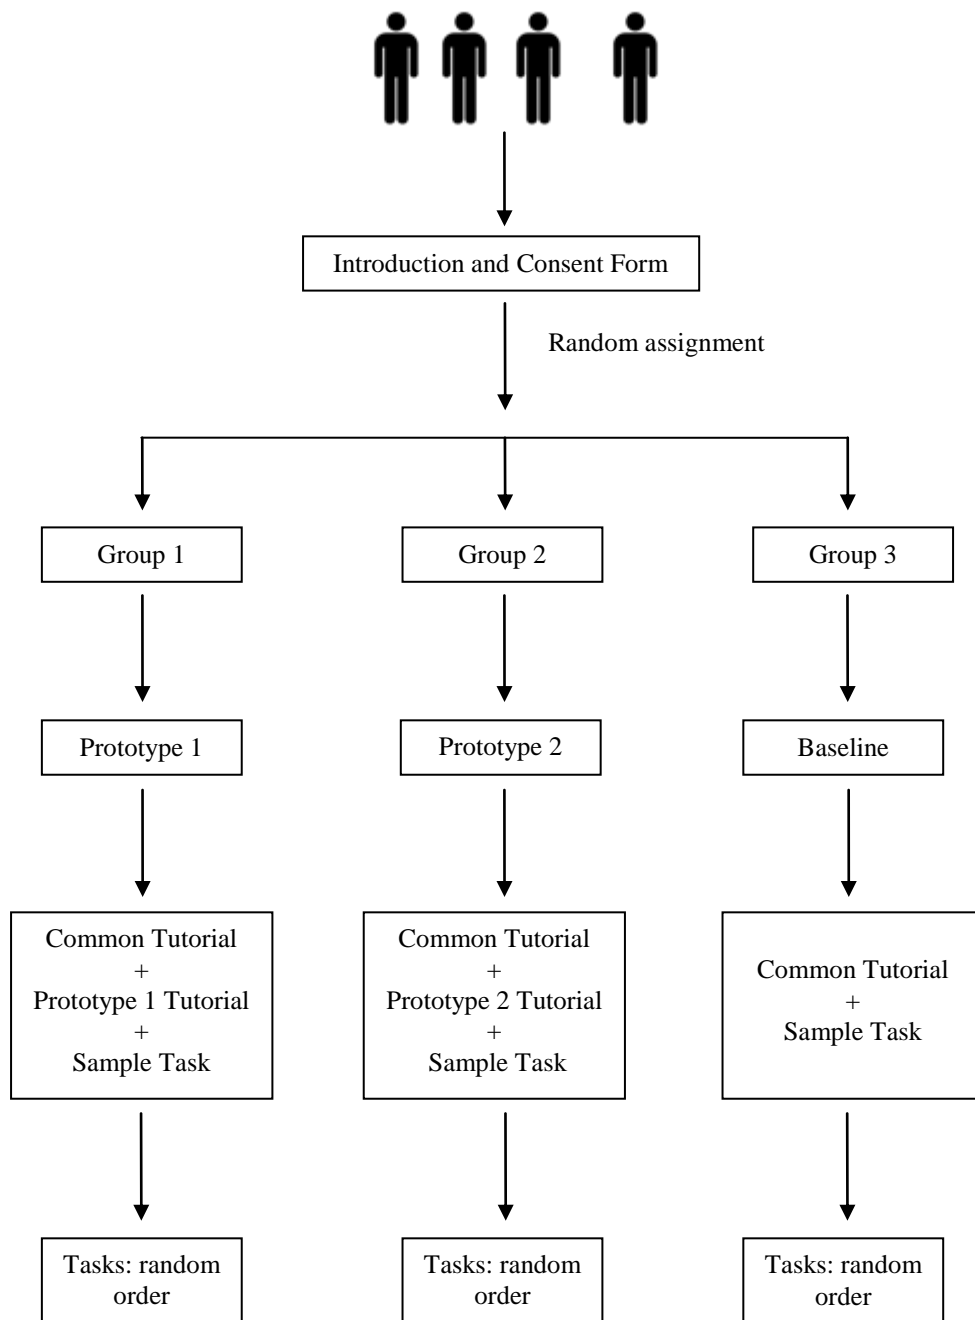 Introduction and Consent Form
Random assignment
Group 1
Group 2
Group 3
Prototype 1
Prototype 2
Baseline
Common Tutorial
+
Prototype 1 Tutorial
+
Sample Task
Common Tutorial
+
Prototype 2 Tutorial
+
Sample Task
Common Tutorial
+
Sample Task
Tasks: random
order
Tasks: random
order
Tasks: random
order